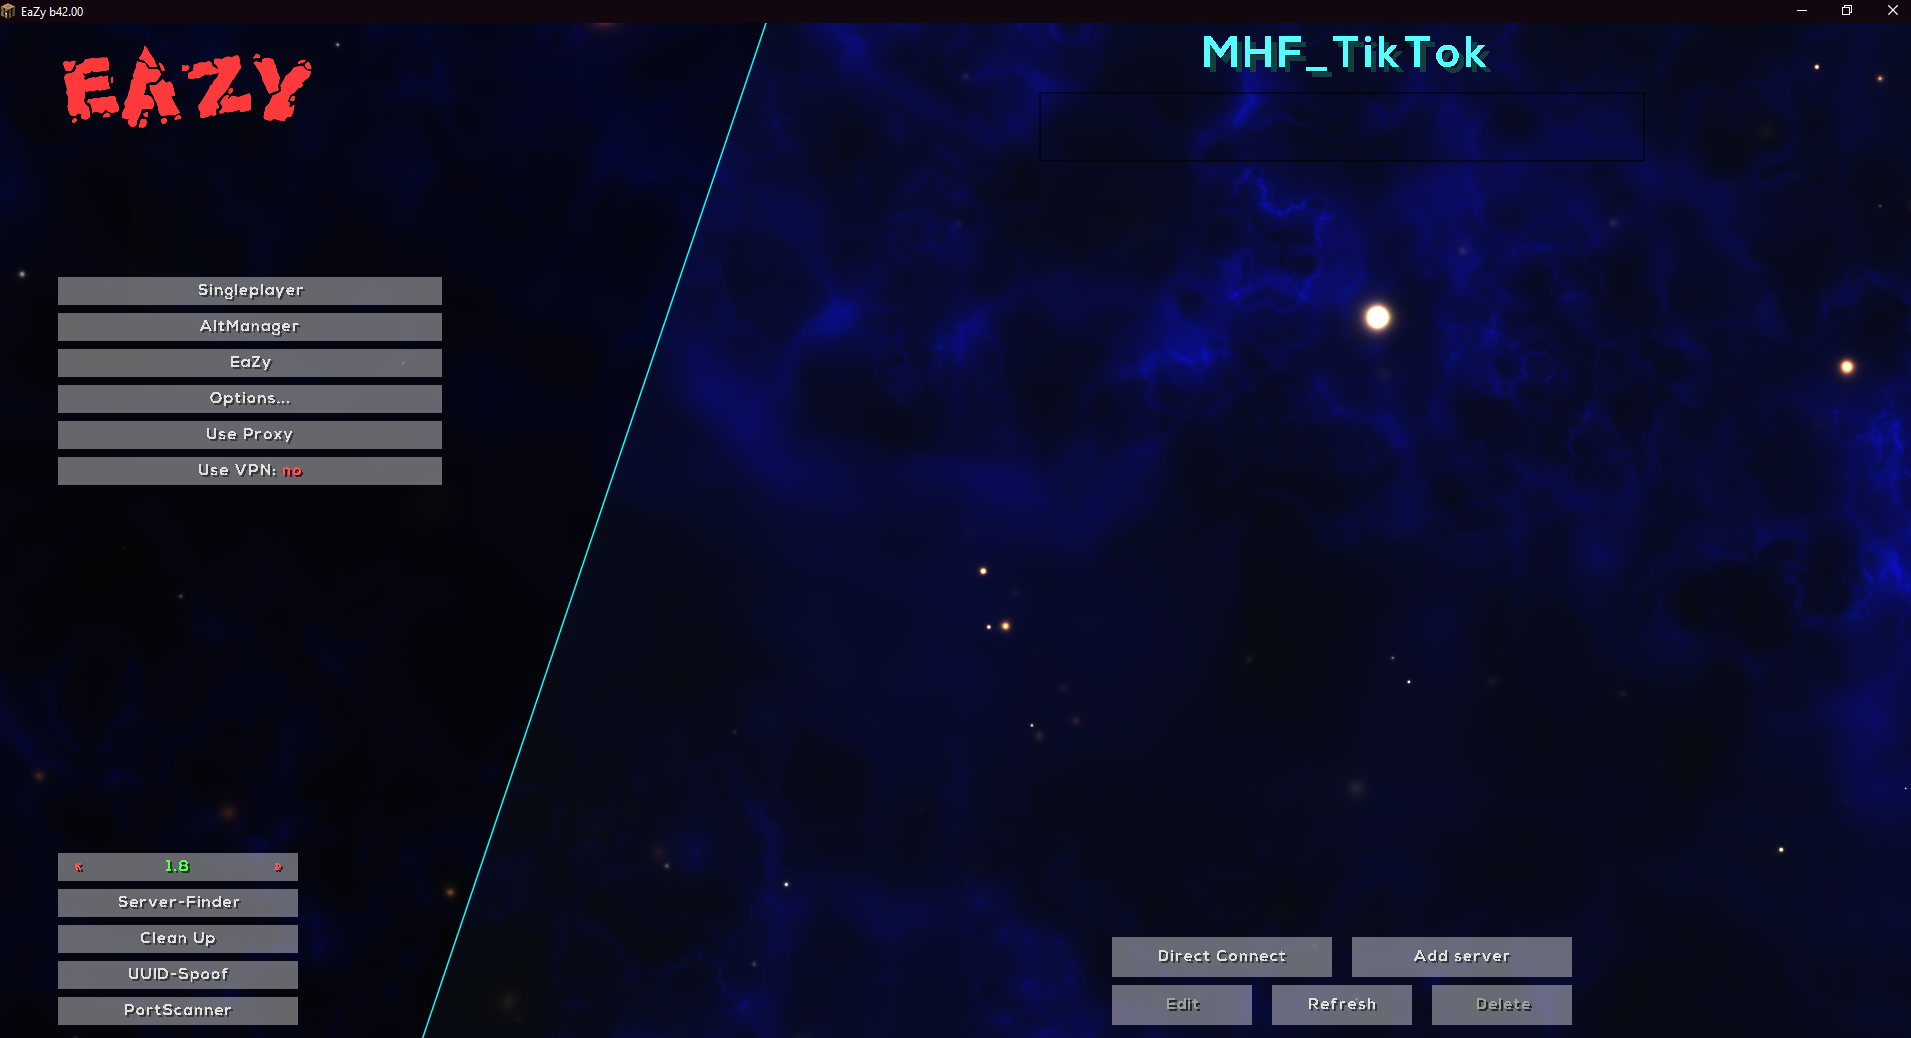 EaZy b42.00
EAZY
MHF_TikTok
Singleplayer
AltManager
EaZy
Options...
Use Proxy
Use VPN: no
1.8
Server-Finder
Clean Up
UUID-Spoof
PortScanner
Direct Connect
Add server
Edit
Refresh
Delete